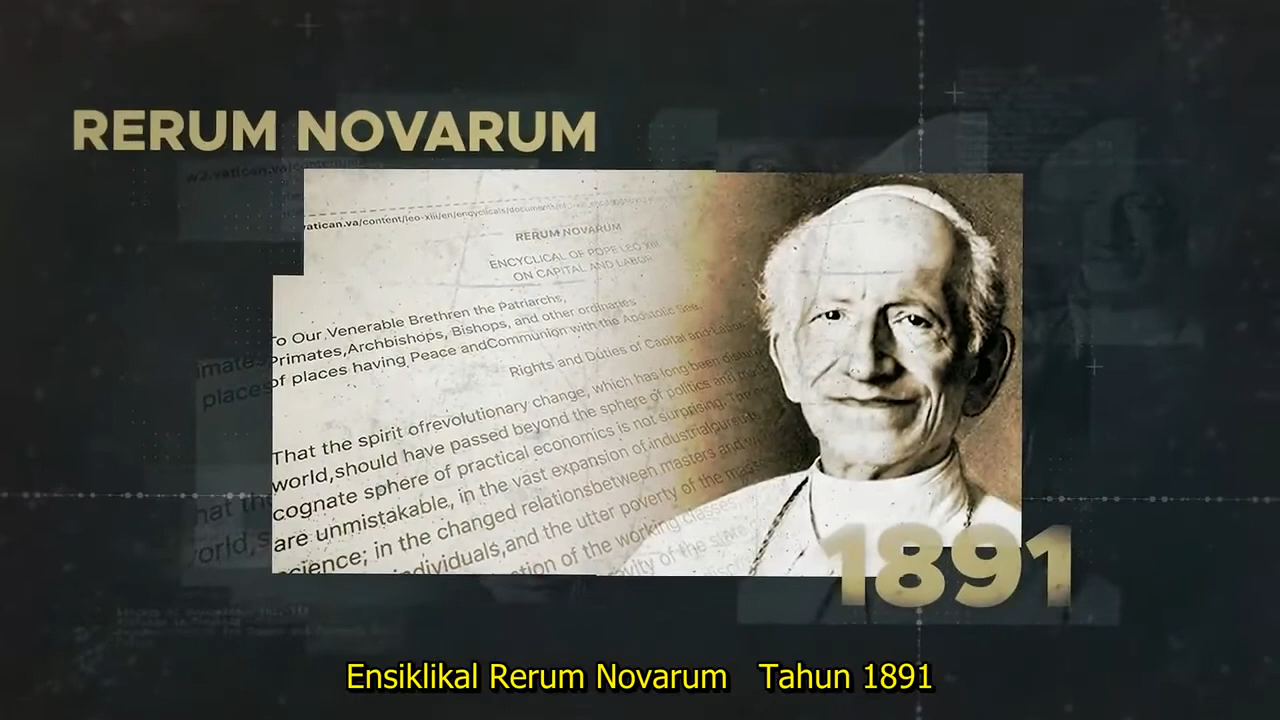 RERUM NOVARUM
vatican.va/content/leo-xiii/en/encyclicals/documents/
RERUM NOVARUM
ENCYCLICAL OF POPE LEO XIII
ON CAPITAL AND LABOR
To Our Venerable Brethren the Patriarchs,
Primates,Archbishops, Bishops, and other ordinaries
of places having Peace andCommunion with the Apostolic See.
Rights and Duties of Capital and Labor
That the spirit ofrevolutionary change, which has long been
world,should have passed beyond the sphere of politics and
cognate sphere of practical economics is not surprising. The
are unmistakable, in the vast expansion of industrial
science; in the changed relationsbetween masters and
individuals,and the utter poverty of the
of the working classes
1891
Ensiklikal Rerum Novarum Tahun 1891